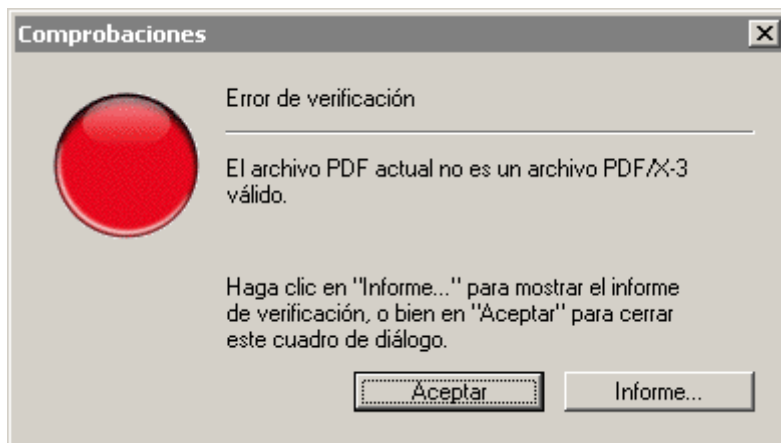 Comprobaciones
Error de verificación
El archivo PDF actual no es un archivo PDF/X-3
válido.
Haga clic en "Informe..." para mostrar el informe
de verificación, o bien en "Aceptar" para cerrar
este cuadro de diálogo.
Aceptar
Informe...